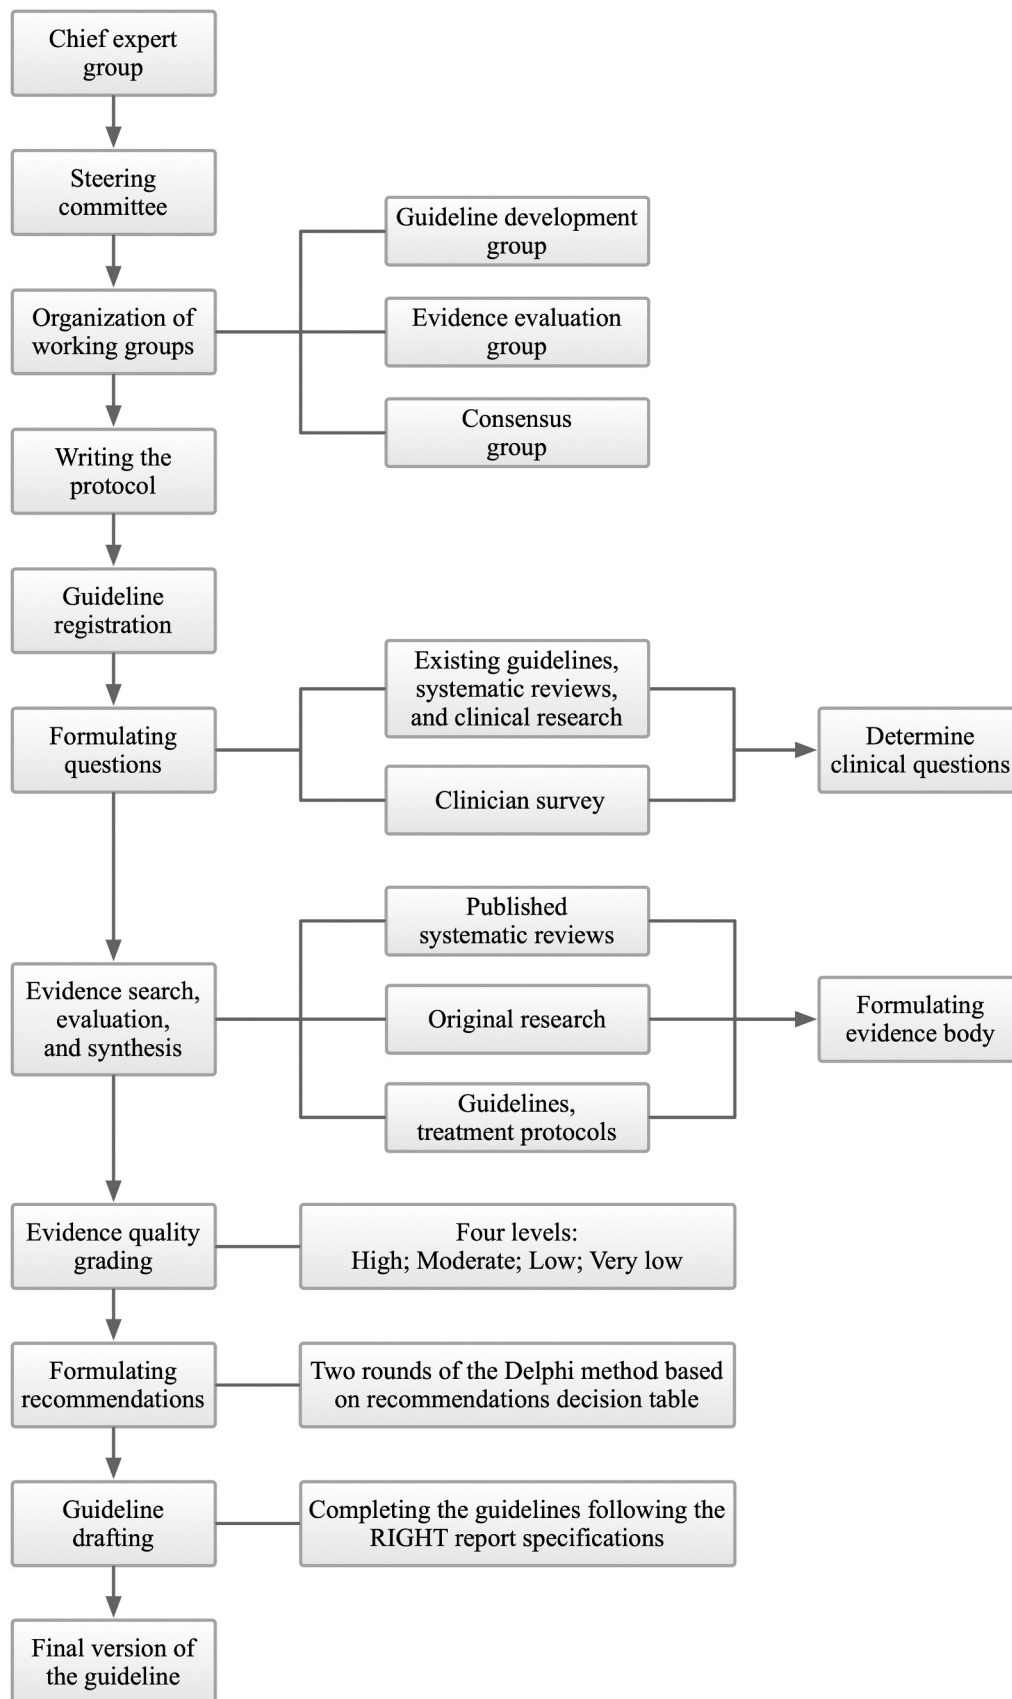 Chief expert
group
Steering
committee
Organization of
working groups
Guideline development
group
Evidence evaluation
group
Consensus
group
Writing the
protocol
Guideline
registration
Formulating
questions
Existing guidelines,
systematic reviews,
and clinical research
Clinician survey
Determine
clinical questions
Evidence search,
evaluation,
and synthesis
Published
systematic reviews
Original research
Guidelines,
treatment protocols
Formulating
evidence body
Evidence quality
grading
Four levels:
High; Moderate; Low; Very low
Formulating
recommendations
Two rounds of the Delphi method based
on recommendations decision table
Guideline
drafting
Completing the guidelines following the
RIGHT report specifications
Final version of
the guideline